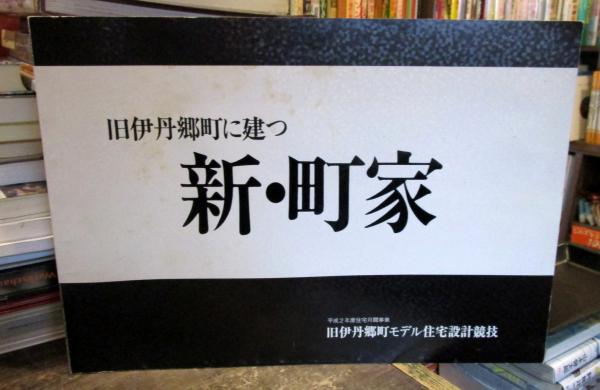 旧伊丹郷町に建つ
新・町家
平成2年度住宅月間事業
旧伊丹郷町モデル住宅設計競技